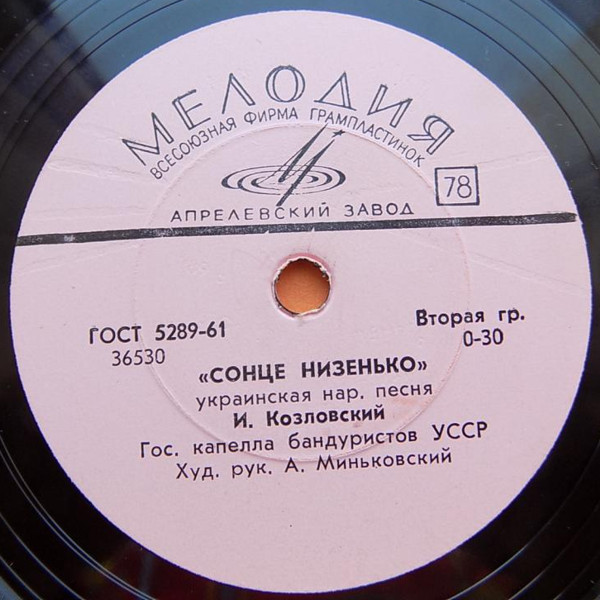 МЕЛОДИЯ
ВСЕСОЮЗНАЯ ФИРМА ГРАМПЛАСТИНОК
78
АПРЕЛЕВСКИЙ ЗАВОД
ГОСТ 5289-61
Вторая гр.
36530
0-30
«СОНЦЕ НИЗЕНЬКО»
украинская нар. песня
И. Козловский
Гос. капелла бандуристов УССР
Худ. рук. А. Миньковский